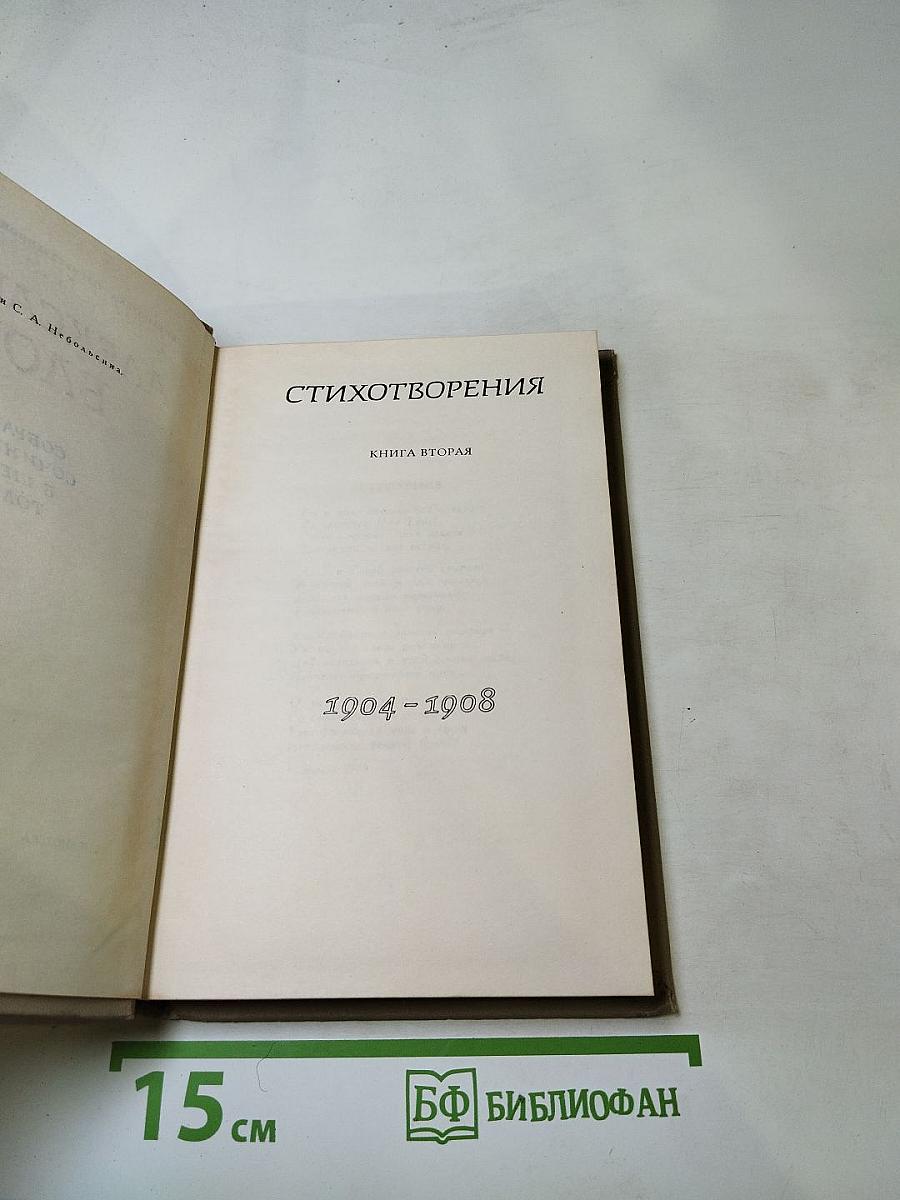 я С. А. Небольсина.
СТИХОТВОРЕНИЯ
КНИГА ВТОРАЯ
1904-1908
15 см
БФ БИБЛИОФАН